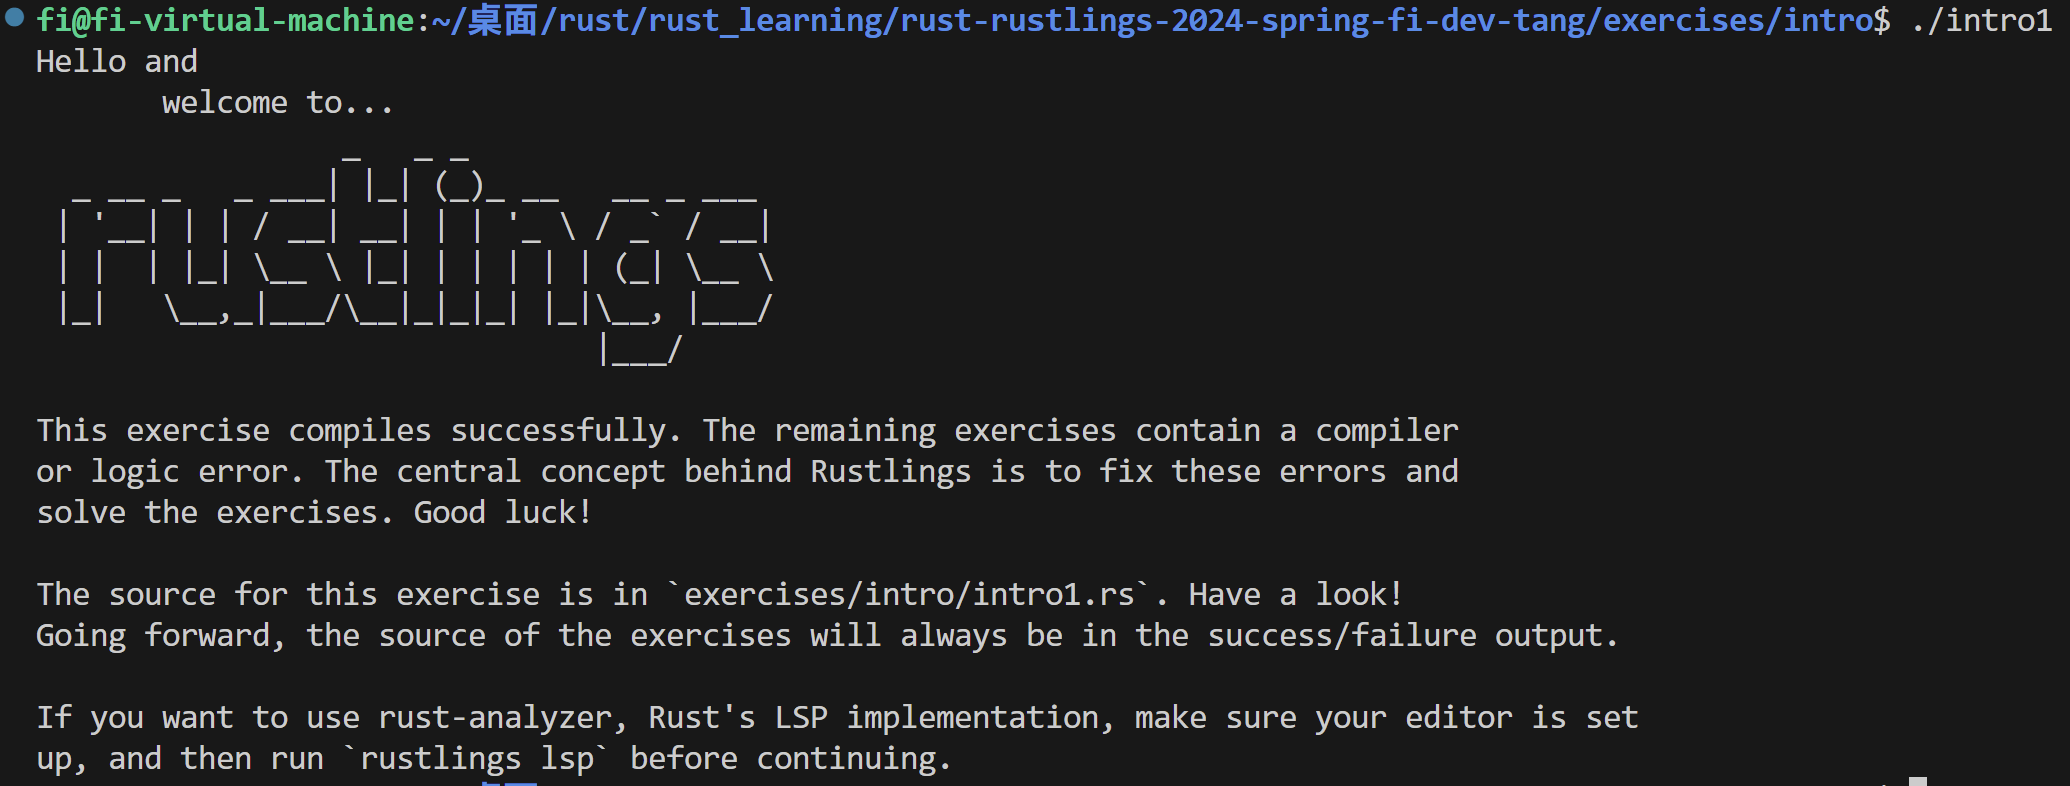 fi@fi-virtual-machine:~/桌面/rust/rust_learning/rust-rustlings-2024-spring-fi-dev-tang/exercises/intro$ ./intro1
Hello and
       welcome to...
                 _   _ _
  _ __ _   _ ___| |_| (_)_ __   __ _ ___
 | '__| | | / __| __| | | '_ \ / _` / __|
 | |  | |_| \__ \ |_| | | | | | (_| \__ \
 |_|   \__,_|___/\__|_|_|_| |_|\__, |___/
                               |___/
This exercise compiles successfully. The remaining exercises contain a compiler
or logic error. The central concept behind Rustlings is to fix these errors and
solve the exercises. Good luck!
The source for this exercise is in `exercises/intro/intro1.rs`. Have a look!
Going forward, the source of the exercises will always be in the success/failure output.
If you want to use rust-analyzer, Rust's LSP implementation, make sure your editor is set
up, and then run `rustlings lsp` before continuing.